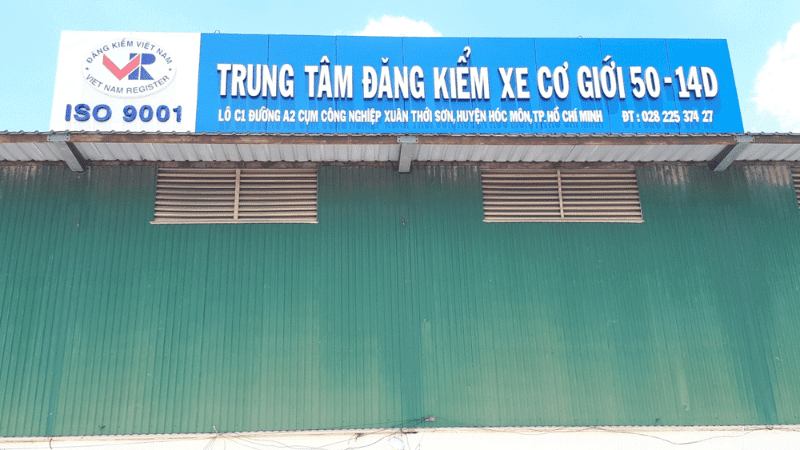 ĐĂNG KIỂM VIỆT NAM
VR
VIET NAM REGISTER
ISO 9001
TRUNG TÂM ĐĂNG KIỂM XE CƠ GIỚI 50 - 14D
LÔ C1 ĐƯỜNG A2 CỤM CÔNG NGHIỆP XUÂN THỚI SƠN, HUYỆN HÓC MÔN, TP. HỒ CHÍ MINH ĐT : 028 225 374 27